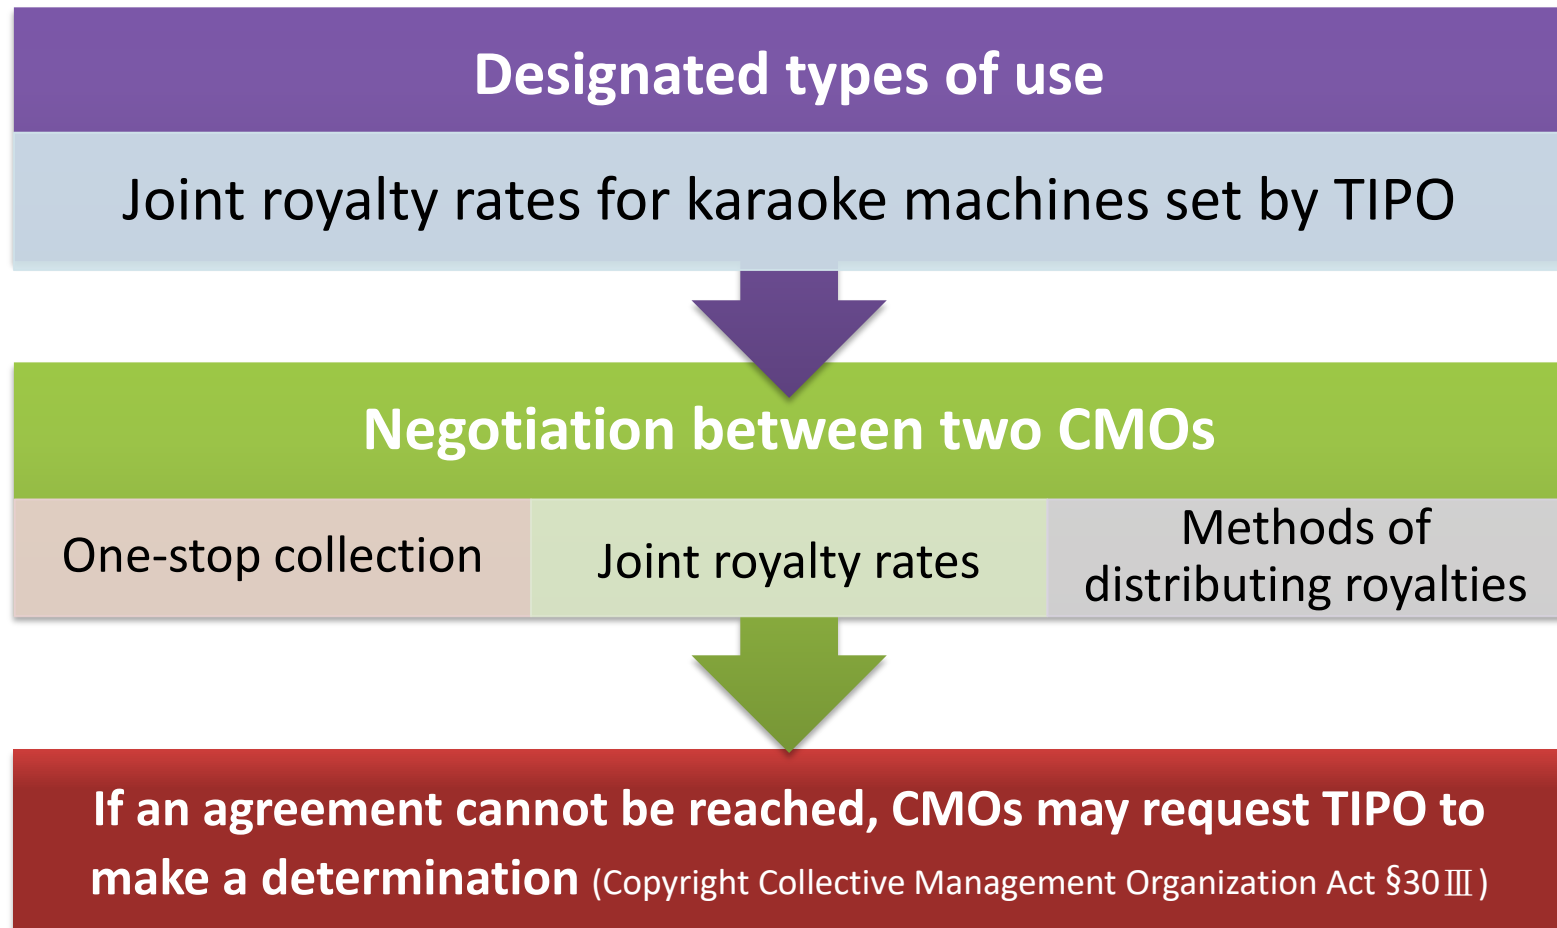 Designated types of use
Joint royalty rates for karaoke machines set by TIPO
Negotiation between two CMOs
One-stop collection
Joint royalty rates
Methods of
distributing royalties
If an agreement cannot be reached, CMOs may request TIPO to
make a determination (Copyright Collective Management Organization Act §30Ⅲ)